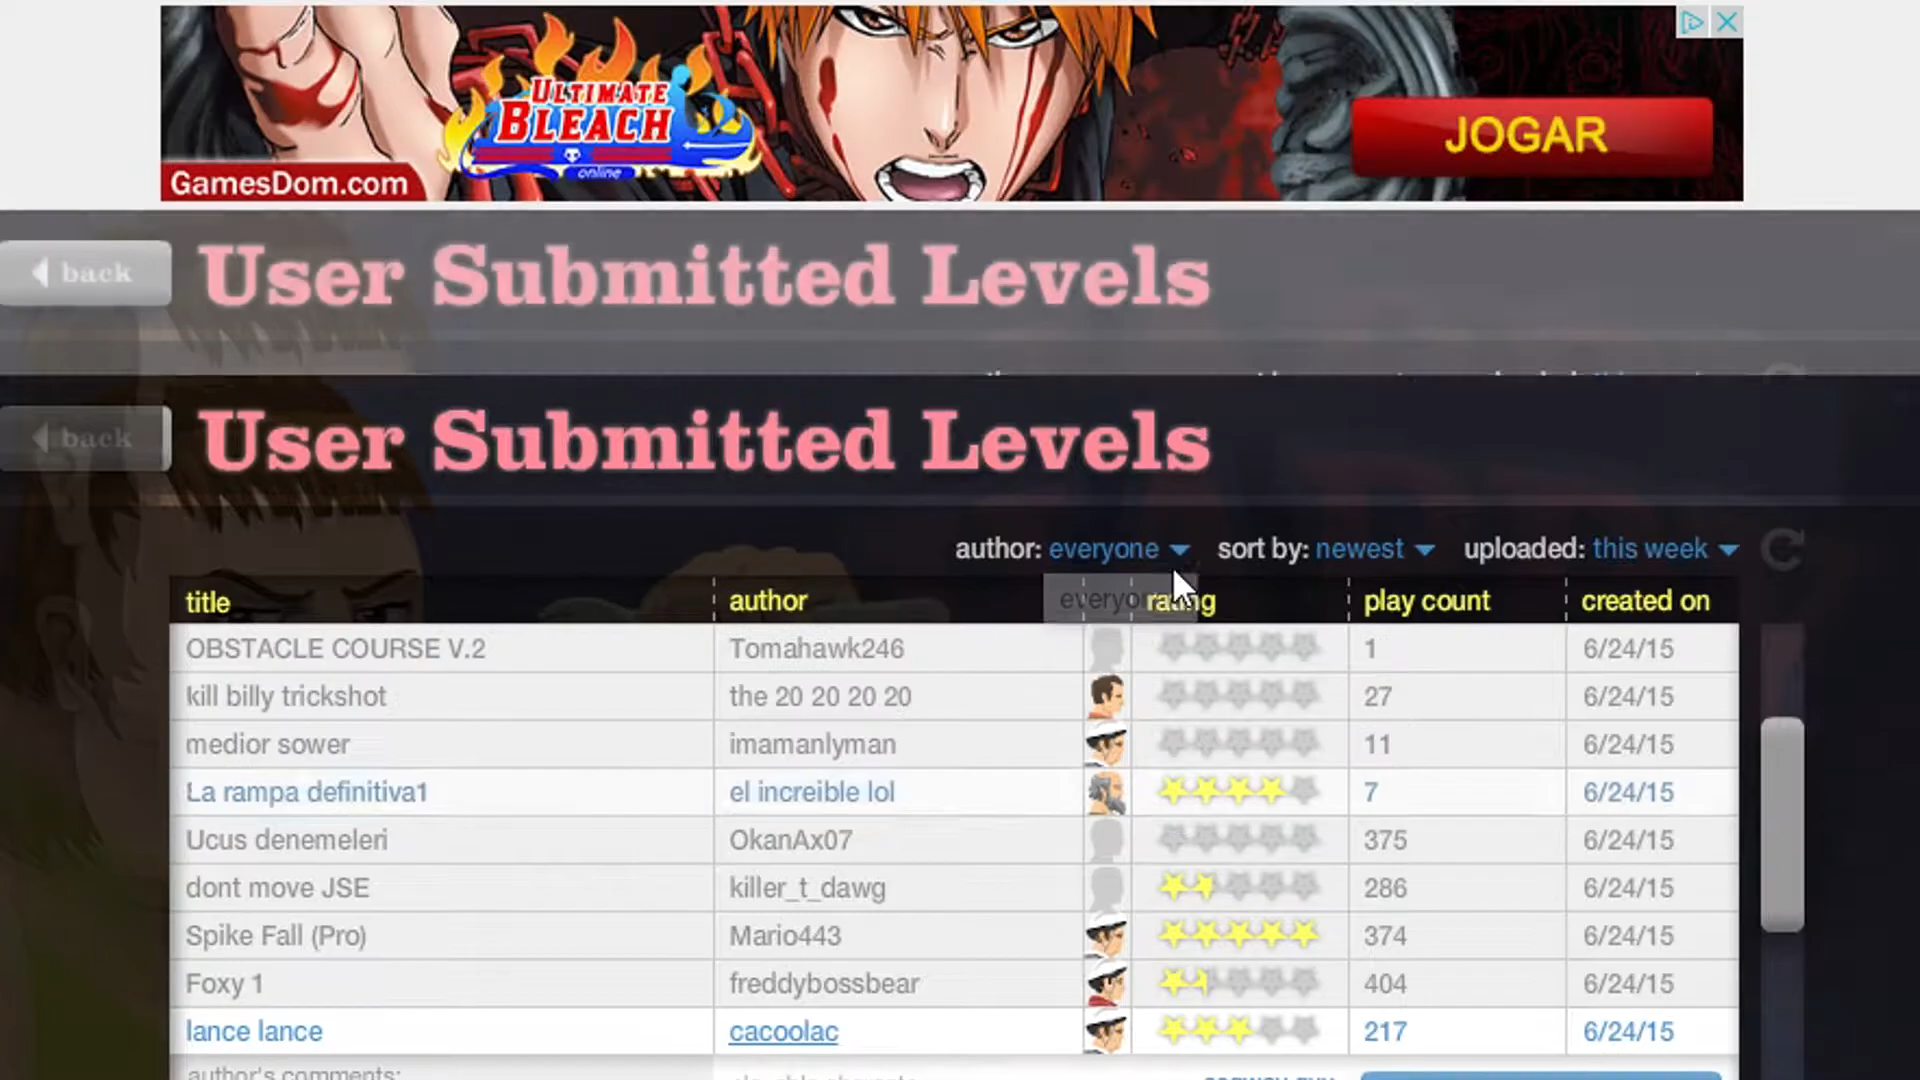 ULTIMATE
BLEACH
online
GamesDom.com
JOGAR
back
User Submitted Levels
back
User Submitted Levels
author: everyone sort by: newest uploaded: this week
title author rating play count created on
OBSTACLE COURSE V.2 Tomahawk246 1 6/24/15
kill billy trickshot the 20 20 20 20 27 6/24/15
medior sower imamanlyman 11 6/24/15
La rampa definitiva1 el increible lol 7 6/24/15
Ucus denemeleri OkanAx07 375 6/24/15
dont move JSE killer_t_dawg 286 6/24/15
Spike Fall (Pro) Mario443 374 6/24/15
Foxy 1 freddybossbear 404 6/24/15
lance lance cacoolac 217 6/24/15
author's comments: